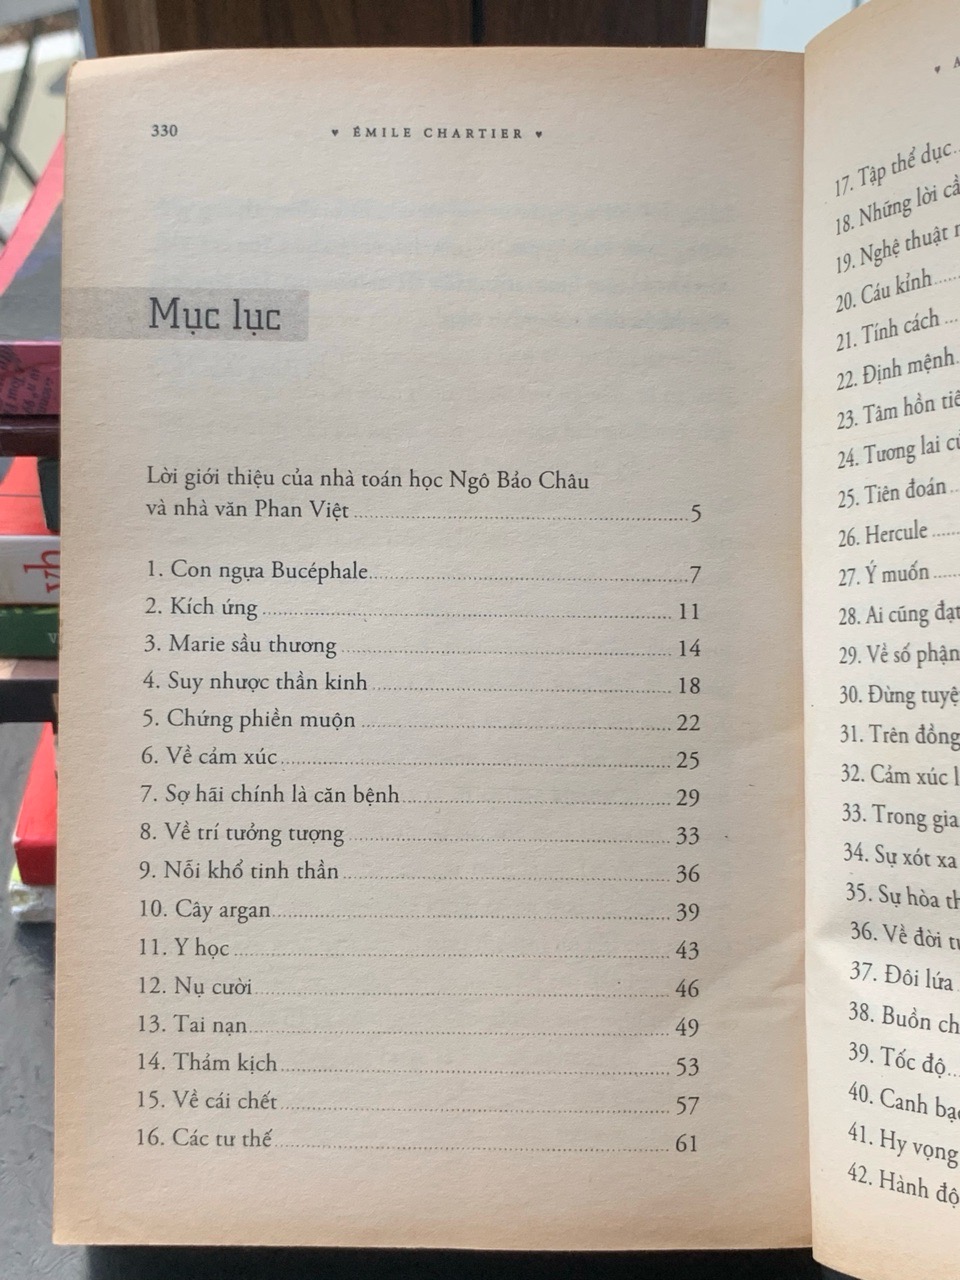 330
♥ ÉMILE CHARTIER ♥
Mục lục
Lời giới thiệu của nhà toán học Ngô Bảo Châu
và nhà văn Phan Việt ........ 5
1. Con ngựa Bucéphale ........ 7
2. Kích ứng ........ 11
3. Marie sầu thương ........ 14
4. Suy nhược thần kinh ........ 18
5. Chứng phiền muộn ........ 22
6. Về cảm xúc ........ 25
7. Sợ hãi chính là căn bệnh ........ 29
8. Về trí tưởng tượng ........ 33
9. Nỗi khổ tinh thần ........ 36
10. Cây argan ........ 39
11. Y học ........ 43
12. Nụ cười ........ 46
13. Tai nạn ........ 49
14. Thảm kịch ........ 53
15. Về cái chết ........ 57
16. Các tư thế ........ 61
17. Tập thể dục
18. Những lời
19. Nghệ thuật
20. Cáu kỉnh
21. Tính cách
22. Định mệnh
23. Tâm hồn
24. Tương lai
25. Tiên đoán
26. Hercule
27. Ý muốn
28. Ai cũng
29. Về số phận
30. Đừng
31. Trên đồng
32. Cảm xúc
33. Trong
34. Sự xót xa
35. Sự hòa
36. Về đời
37. Đôi lứa
38. Buồn
39. Tốc độ
40. Canh
41. Hy vọng
42. Hành
vh